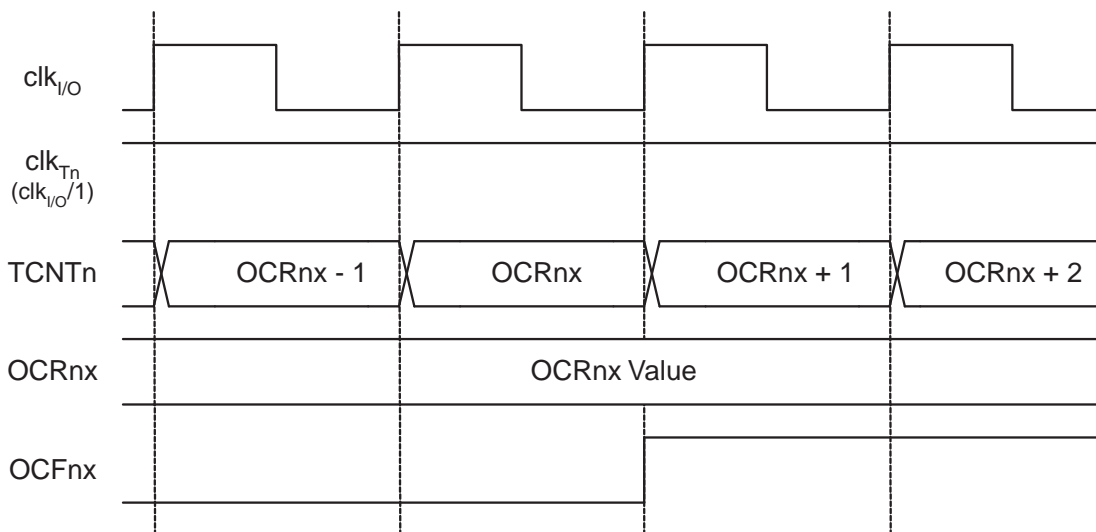 clkI/O
clkTn
(clkI/O/1)
TCNTn OCRnx - 1 OCRnx OCRnx + 1 OCRnx + 2
OCRnx OCRnx Value
OCFnx